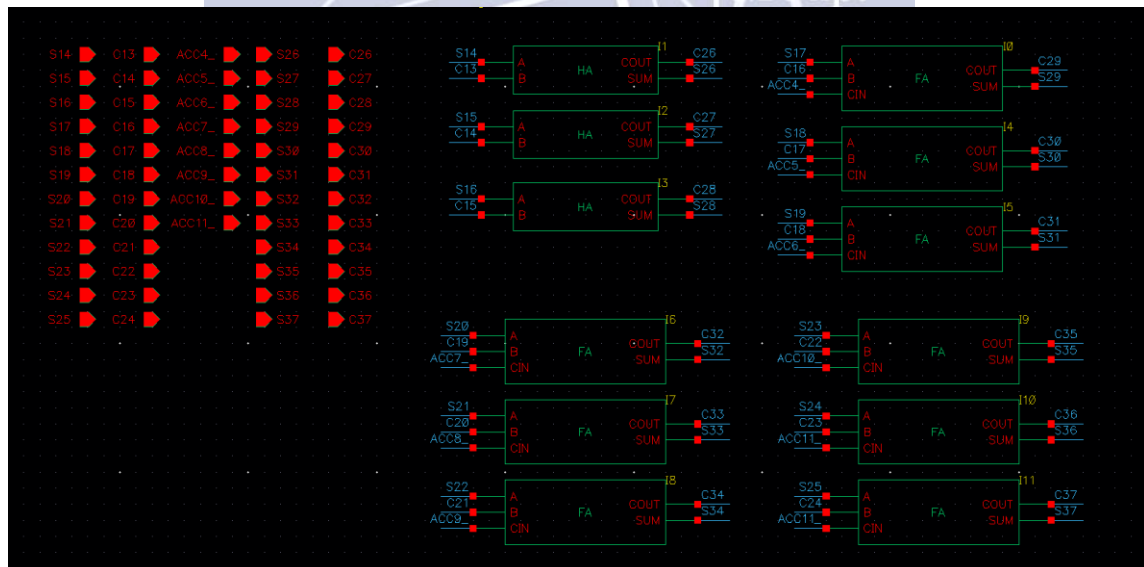 S14 C13 ACC4_ S26 C26
S15 C14 ACC5_ S27 C27
S16 C15 ACC6_ S28 C28
S17 C16 ACC7_ S29 C29
S18 C17 ACC8_ S30 C30
S19 C18 ACC9_ S31 C31
S20 C19 ACC10_ S32 C32
S21 C20 ACC11_ S33 C33
S22 C21 S34 C34
S23 C22 S35 C35
S24 C23 S36 C36
S25 C24 S37 C37
I1
S14 A COUT C26
C13 B HA SUM S26
I2
S15 A COUT C27
C14 B HA SUM S27
I3
S16 A COUT C28
C15 B HA SUM S28
I0
S17 A COUT C29
C16 B FA SUM S29
ACC4_ CIN
I4
S18 A COUT C30
C17 B FA SUM S30
ACC5_ CIN
I5
S19 A COUT C31
C18 B FA SUM S31
ACC6_ CIN
I6
S20 A COUT C32
C19 B FA SUM S32
ACC7_ CIN
I7
S21 A COUT C33
C20 B FA SUM S33
ACC8_ CIN
I8
S22 A COUT C34
C21 B FA SUM S34
ACC9_ CIN
I9
S23 A COUT C35
C22 B FA SUM S35
ACC10_ CIN
I10
S24 A COUT C36
C23 B FA SUM S36
ACC11_ CIN
I11
S25 A COUT C37
C24 B FA SUM S37
ACC11_ CIN